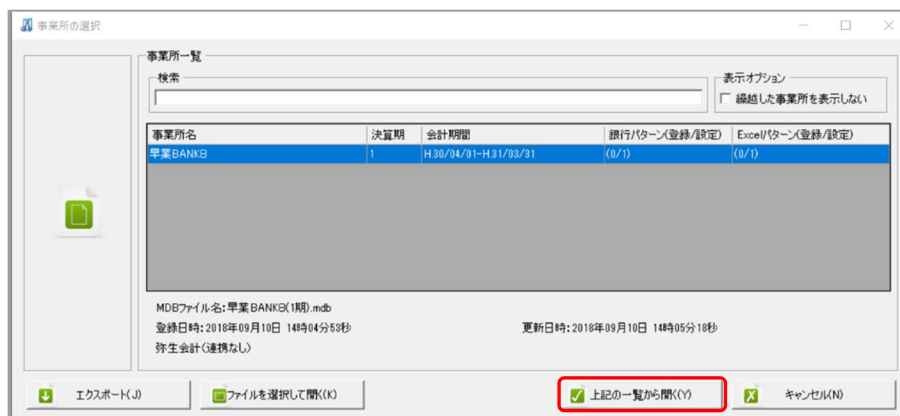 事業所の選択
事業所一覧
検索
表示オプション
繰越した事業所を表示しない
事業所名 決算期 会計期間 銀行パターン(登録/設定) Excelパターン(登録/設定)
早業BANK8 1 H.30/04/01-H.31/03/31 (0/1) (0/1)
MDBファイル名:早業BANK8(1期).mdb
登録日時:2018年09月10日 14時04分53秒 更新日時:2018年09月10日 14時05分18秒
弥生会計(連携なし)
エクスポート(J) ファイルを選択して開く(K) 上記の一覧から開く(Y) キャンセル(N)